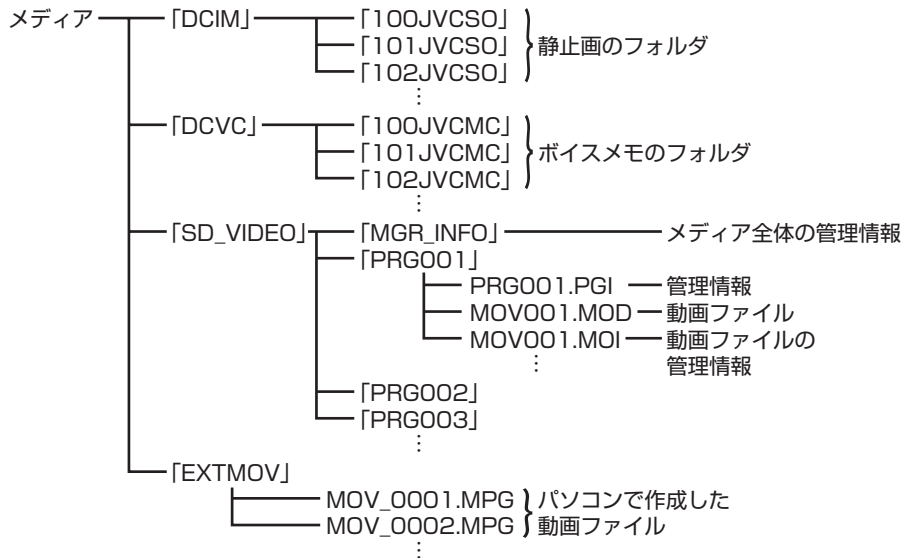 メディア 「DCIM」 「100JVCSO」
「101JVCSO」 静止画のフォルダ
「102JVCSO」
…
「DCVC」 「100JVCMC」
「101JVCMC」 ボイスメモのフォルダ
「102JVCMC」
…
「SD_VIDEO」 「MGR_INFO」 メディア全体の管理情報
「PRG001」
PRG001.PGI 管理情報
MOV001.MOD 動画ファイル
MOV001.MOI 動画ファイルの
… 管理情報
「PRG002」
「PRG003」
…
「EXTMOV」
MOV_0001.MPG パソコンで作成した
MOV_0002.MPG 動画ファイル
…